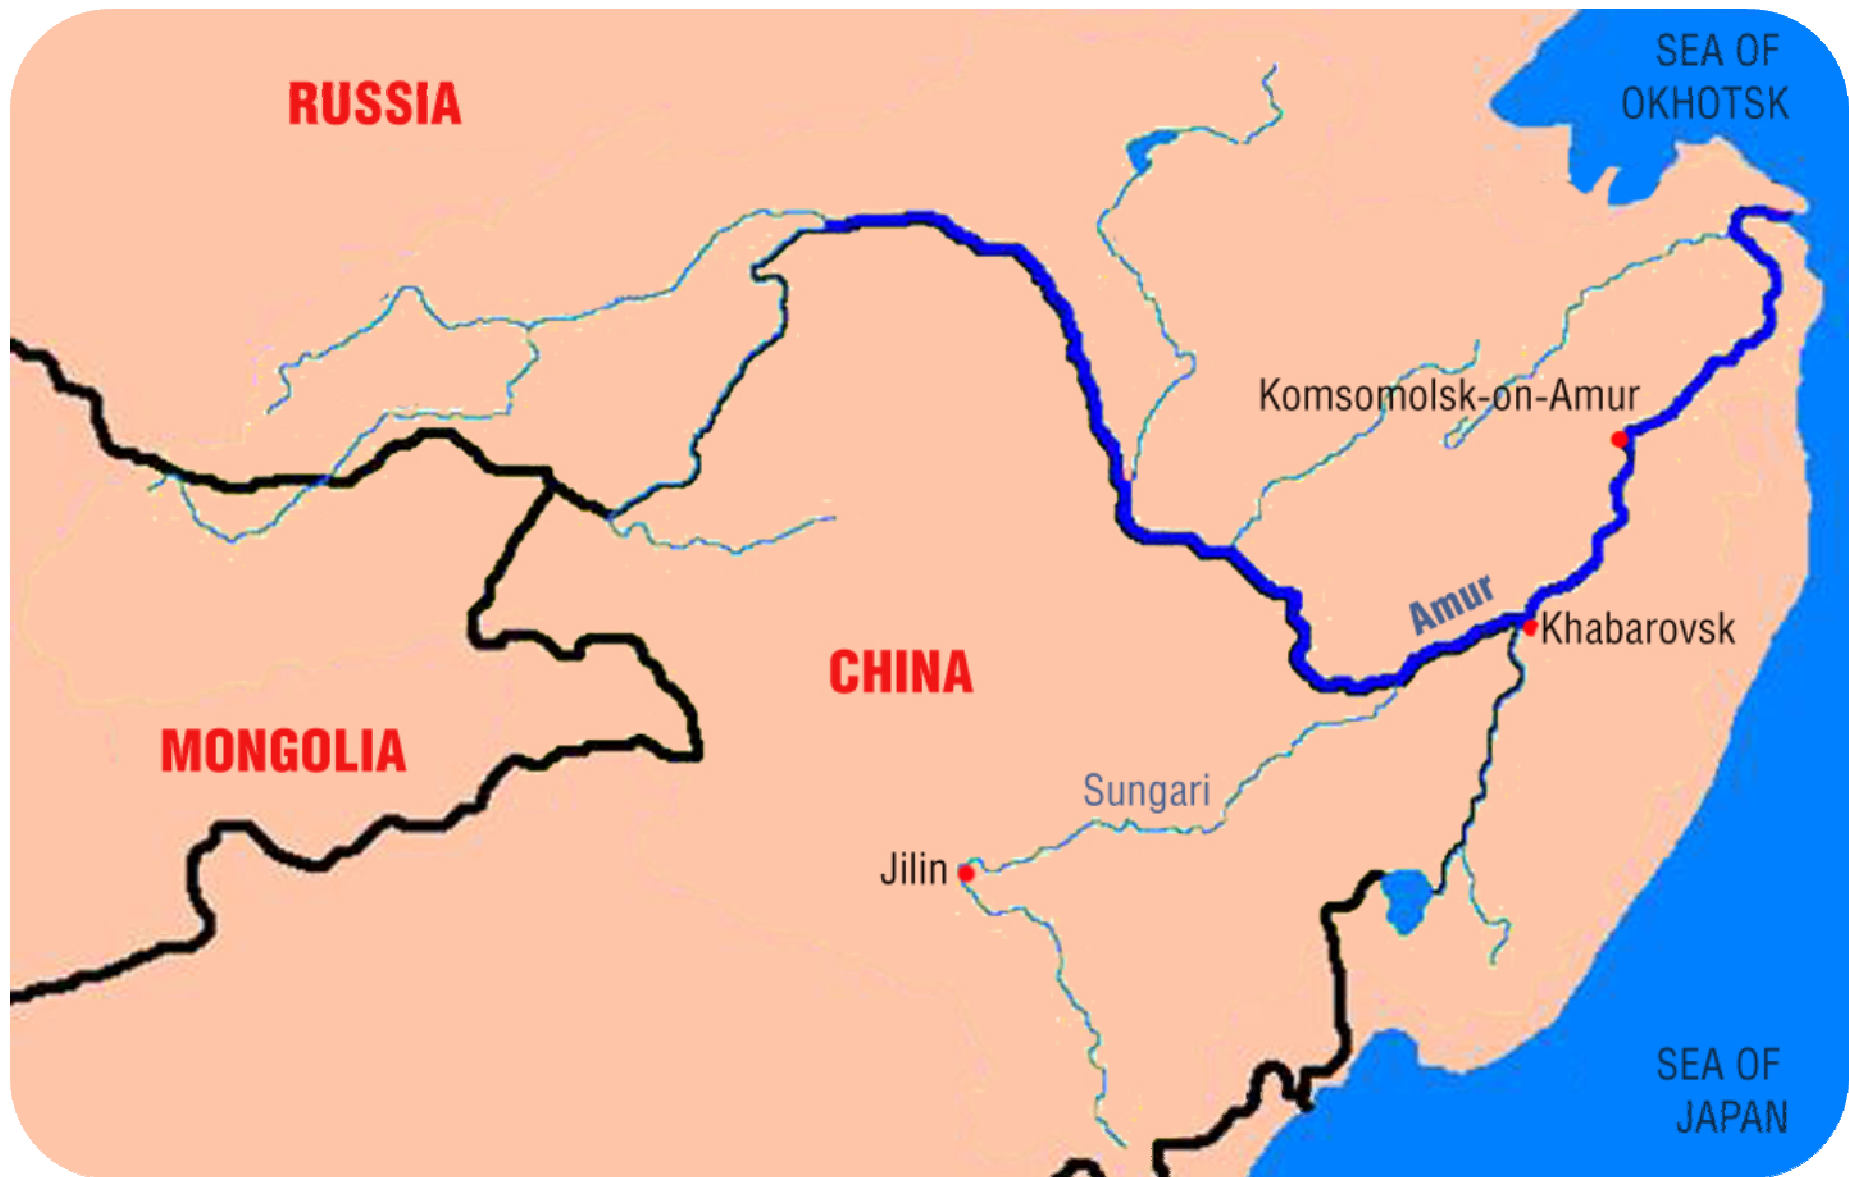 SEA OF
OKHOTSK
RUSSIA
Komsomolsk-on-Amur
Amur
Khabarovsk
CHINA
MONGOLIA
Sungari
Jilin
SEA OF
JAPAN